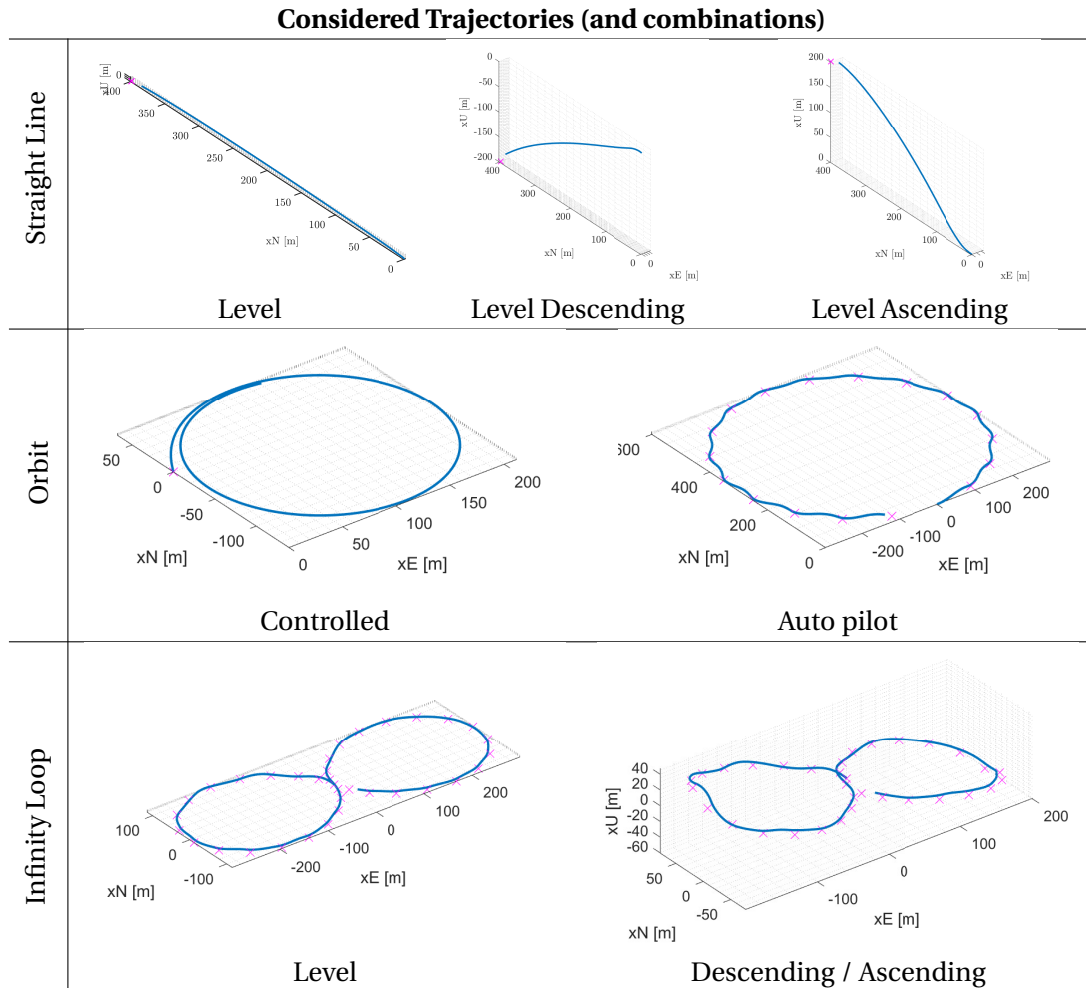 Considered Trajectories (and combinations)
Straight Line
0
xU [m]
400
350
300
250
200
150
100
50
0
xN [m]
Level
0
-50
-100
-150
-200
xU [m]
400
300
200
100
0
xN [m]
0
xE [m]
Level Descending
200
150
100
50
0
xU [m]
400
300
200
100
0
xN [m]
0
xE [m]
Level Ascending
Orbit
50
0
-50
-100
xN [m]
0
50
100
150
200
xE [m]
Controlled
600
400
200
0
xN [m]
-200
-100
0
100
200
xE [m]
Auto pilot
Infinity Loop
100
0
-100
xN [m]
-200
-100
0
100
200
xE [m]
Level
40
20
0
-20
-40
-60
xU [m]
50
0
-50
xN [m]
-100
0
100
200
xE [m]
Descending / Ascending